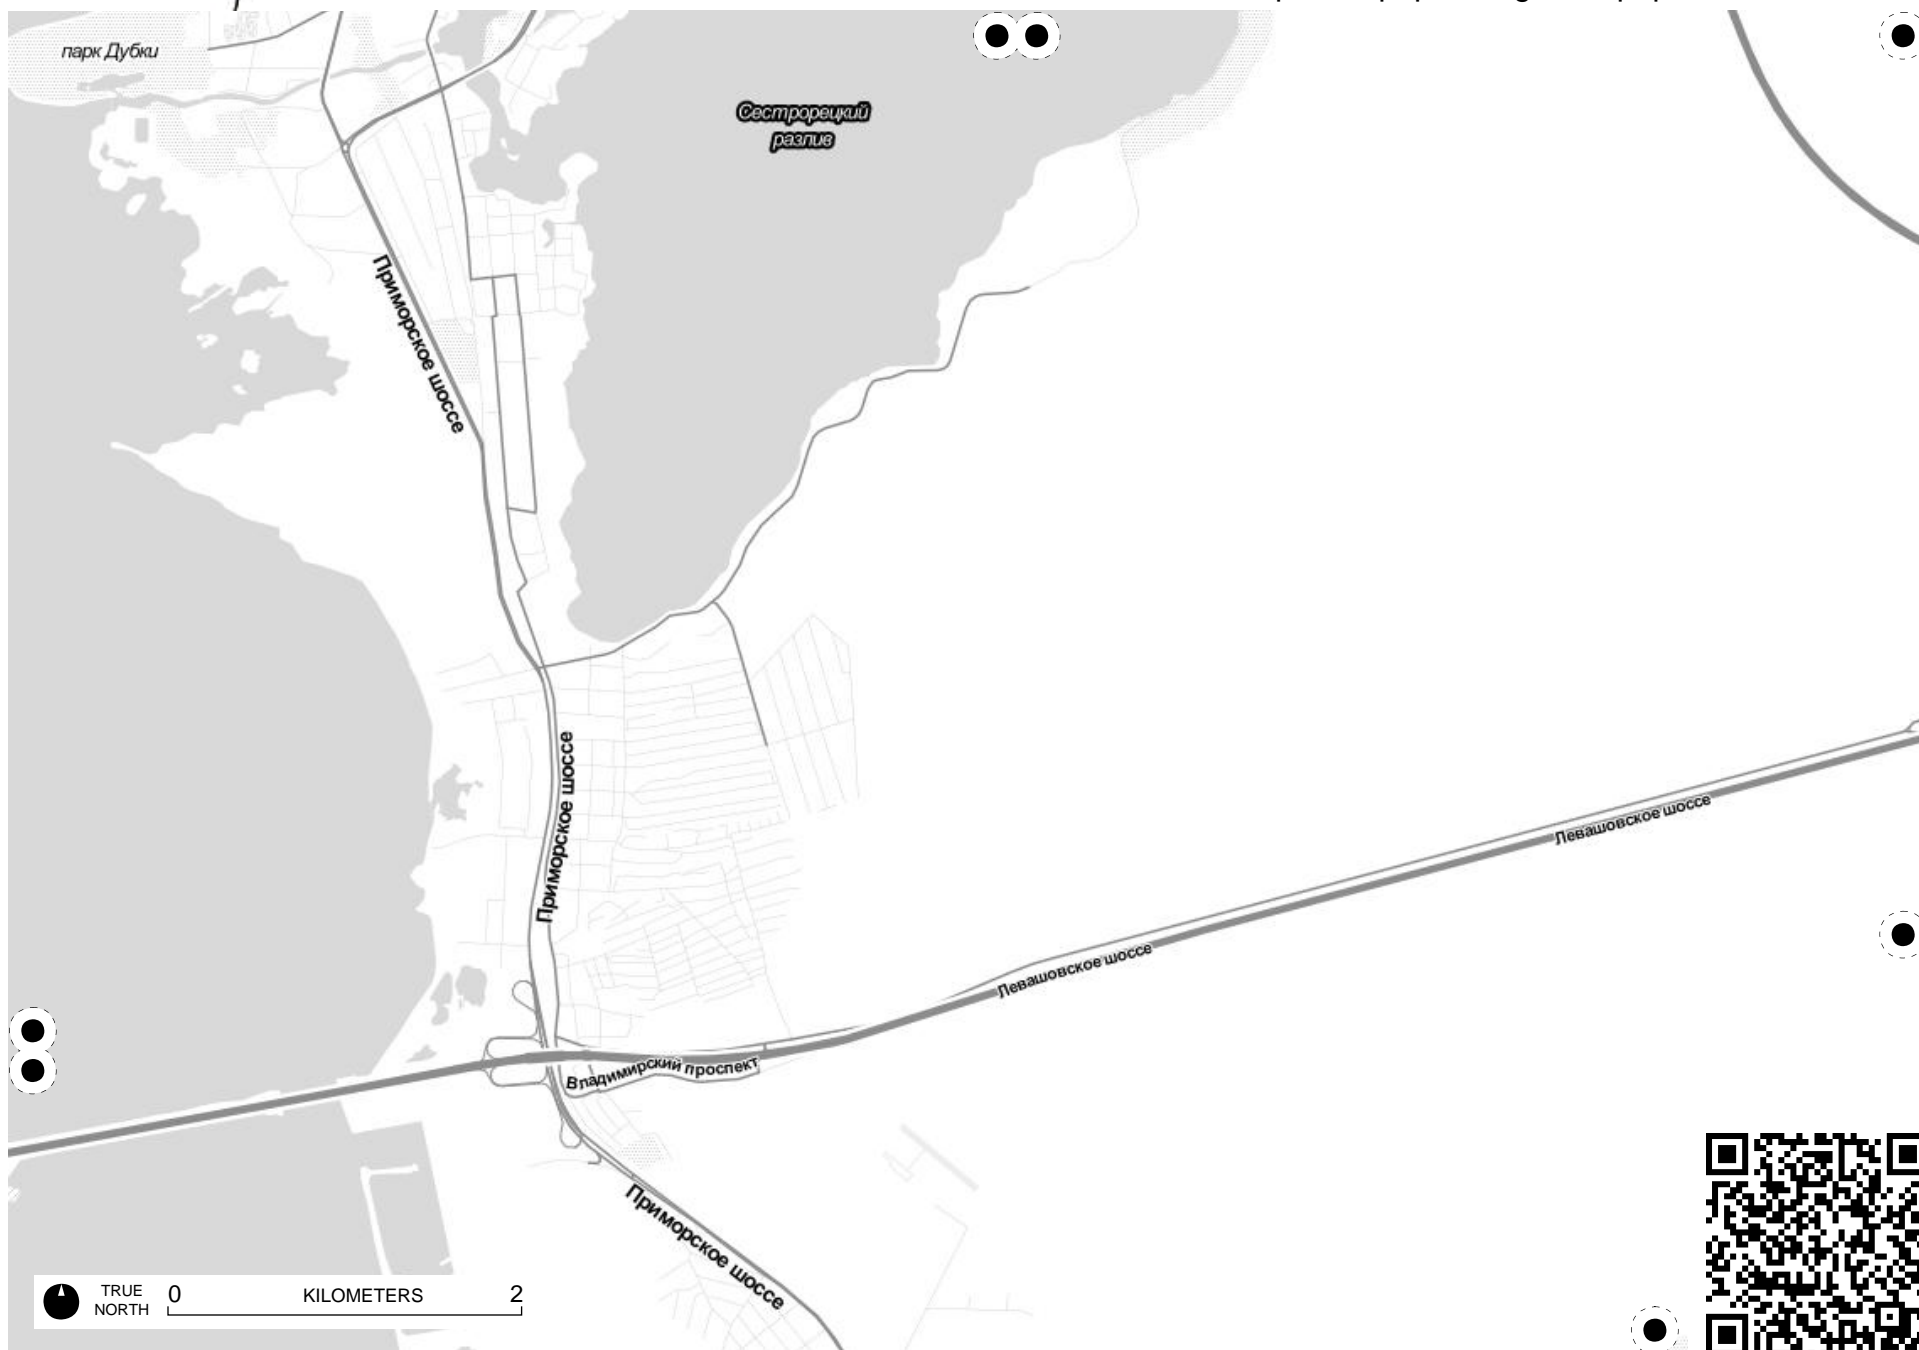 парк Дубки
Сестрорецкий
разлив
Приморское шоссе
Приморское шоссе
Левашовское шоссе
Левашовское шоссе
Владимирский проспект
Приморское шоссе
TRUE
NORTH
0 KILOMETERS 2